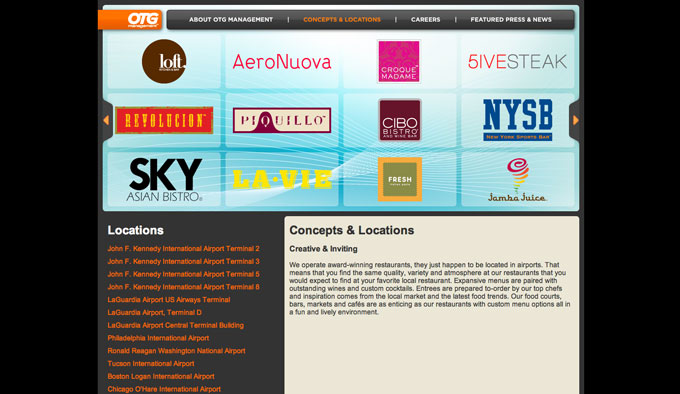 OTG
management
ABOUT OTG MANAGEMENT | CONCEPTS & LOCATIONS | CAREERS | FEATURED PRESS & NEWS
loft
AeroNuova
CROQUE
MADAME
5IVESTEAK
REVOLUCION
PIQUILLO
CIBO
BISTRO
AND WINE BAR
NYSB
NEW YORK SPORTS BAR
SKY
ASIAN BISTRO
LA·VIE
FRESH
Jamba Juice
Locations
John F. Kennedy International Airport Terminal 2
John F. Kennedy International Airport Terminal 3
John F. Kennedy International Airport Terminal 5
John F. Kennedy International Airport Terminal 8
LaGuardia Airport US Airways Terminal
LaGuardia Airport, Terminal D
LaGuardia Airport Central Terminal Building
Philadelphia International Airport
Ronald Reagan Washington National Airport
Tucson International Airport
Boston Logan International Airport
Chicago O'Hare International Airport
Concepts & Locations
Creative & Inviting
We operate award-winning restaurants, they just happen to be located in airports. That
means that you find the same quality, variety and atmosphere at our restaurants that you
would expect to find at your favorite local restaurant. Expansive menus are paired with
outstanding wines and custom cocktails. Entrees are prepared to-order by our top chefs
and inspiration comes from the local market and the latest food trends. Our food courts,
bars, markets and cafés are as enticing as our restaurants with custom menu options all in
a fun and lively environment.